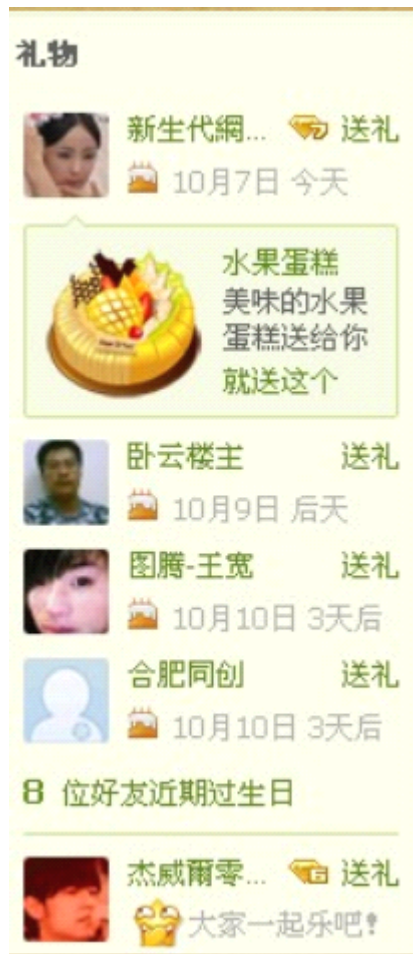 礼物
新生代網... 送礼
10月7日 今天
水果蛋糕
美味的水果
蛋糕送给你
就送这个
卧云楼主 送礼
10月9日 后天
图腾-王宽 送礼
10月10日 3天后
合肥同创 送礼
10月10日 3天后
8 位好友近期过生日
杰威爾零... 送礼
大家一起乐吧!